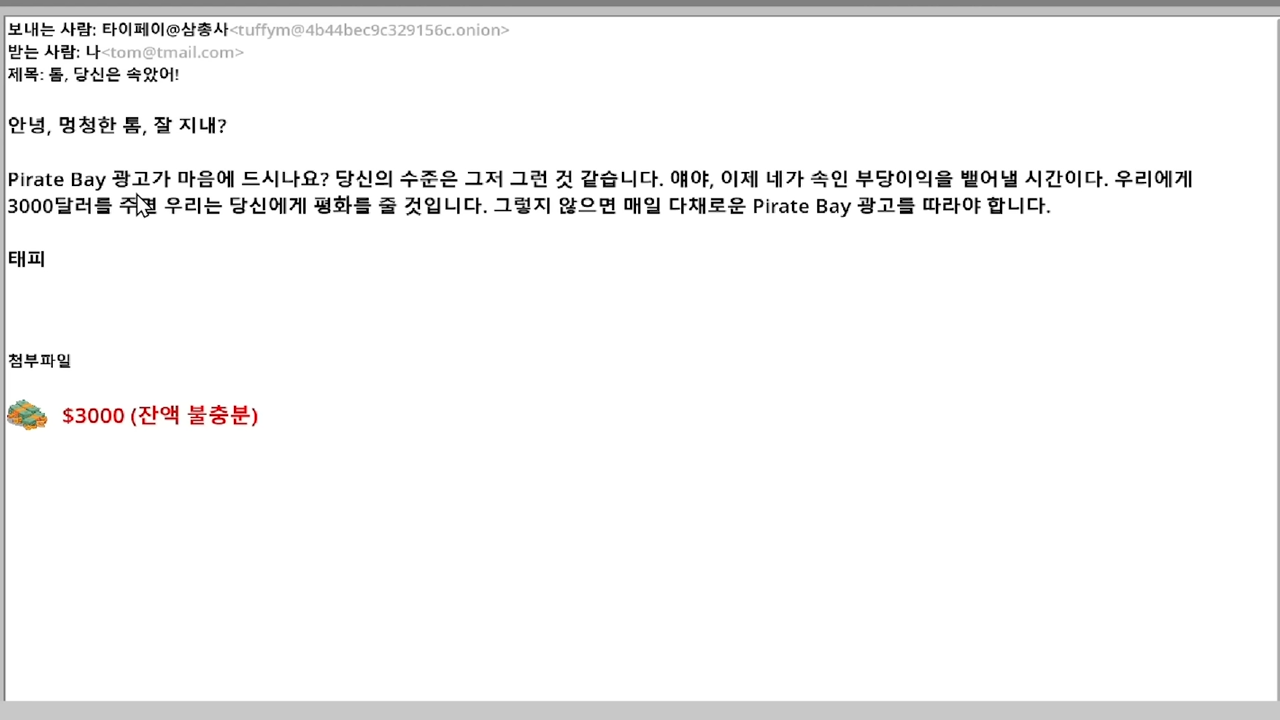 보내는 사람: 타이페이@삼총사<tuffym@4b44bec9c329156c.onion>
받는 사람: 나<tom@tmail.com>
제목: 톰, 당신은 속았어!
안녕, 멍청한 톰, 잘 지내?
Pirate Bay 광고가 마음에 드시나요? 당신의 수준은 그저 그런 것 같습니다. 얘야, 이제 네가 속인 부당이익을 뱉어낼 시간이다. 우리에게
3000달러를 주면 우리는 당신에게 평화를 줄 것입니다. 그렇지 않으면 매일 다채로운 Pirate Bay 광고를 따라야 합니다.
태피
첨부파일
$3000 (잔액 불충분)